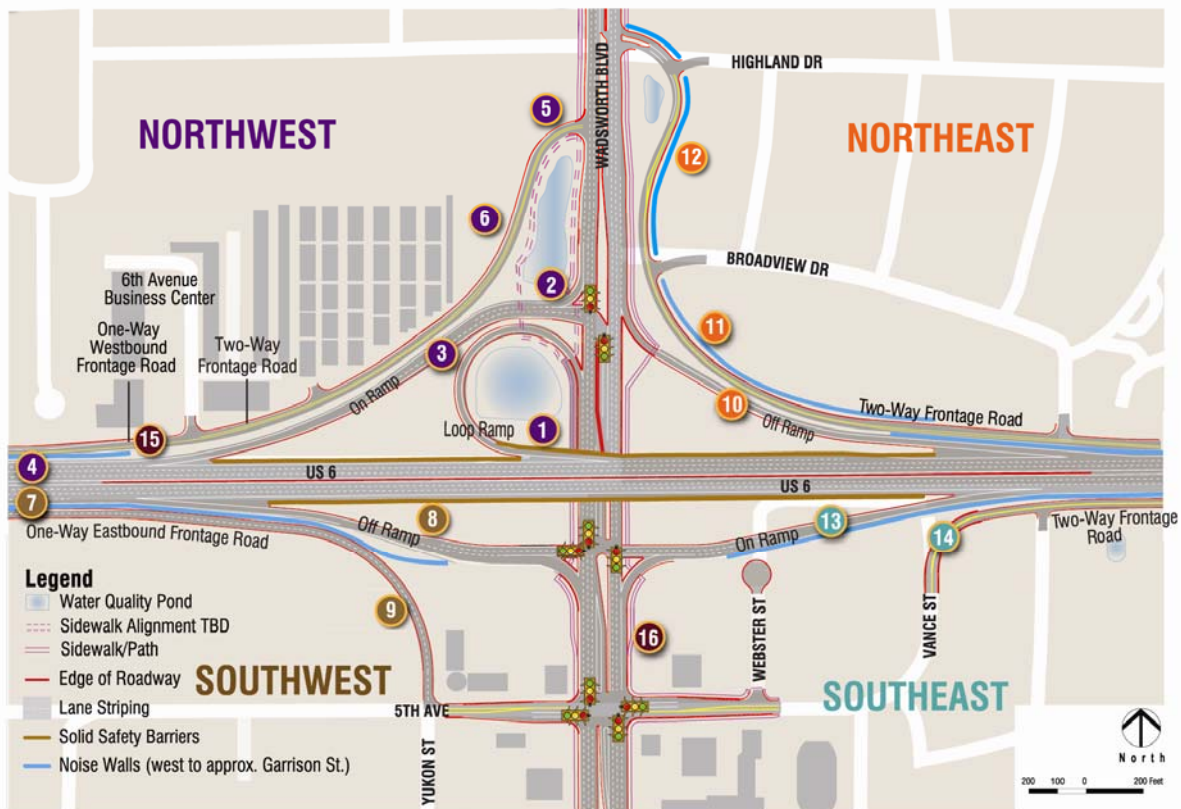 HIGHLAND DR
5
NORTHWEST
WADSWORTH BLVD
NORTHEAST
12
6
6th Avenue
Business Center
2
BROADVIEW DR
One-Way
Westbound
Frontage Road
Two-Way
Frontage Road
11
3
On Ramp
10
Two-Way Frontage Road
Off Ramp
15
Loop Ramp
1
4
US 6
US 6
7
8
13
One-Way Eastbound Frontage Road
Off Ramp
On Ramp
14
Two-Way Frontage
Road
Legend
Water Quality Pond
Sidewalk Alignment TBD
Sidewalk/Path
Edge of Roadway
Lane Striping
Solid Safety Barriers
Noise Walls (west to approx. Garrison St.)
9
16
WEBSTER ST
VANCE ST
SOUTHWEST
SOUTHEAST
5TH AVE
YUKON ST
North
200 100 0 200 Feet